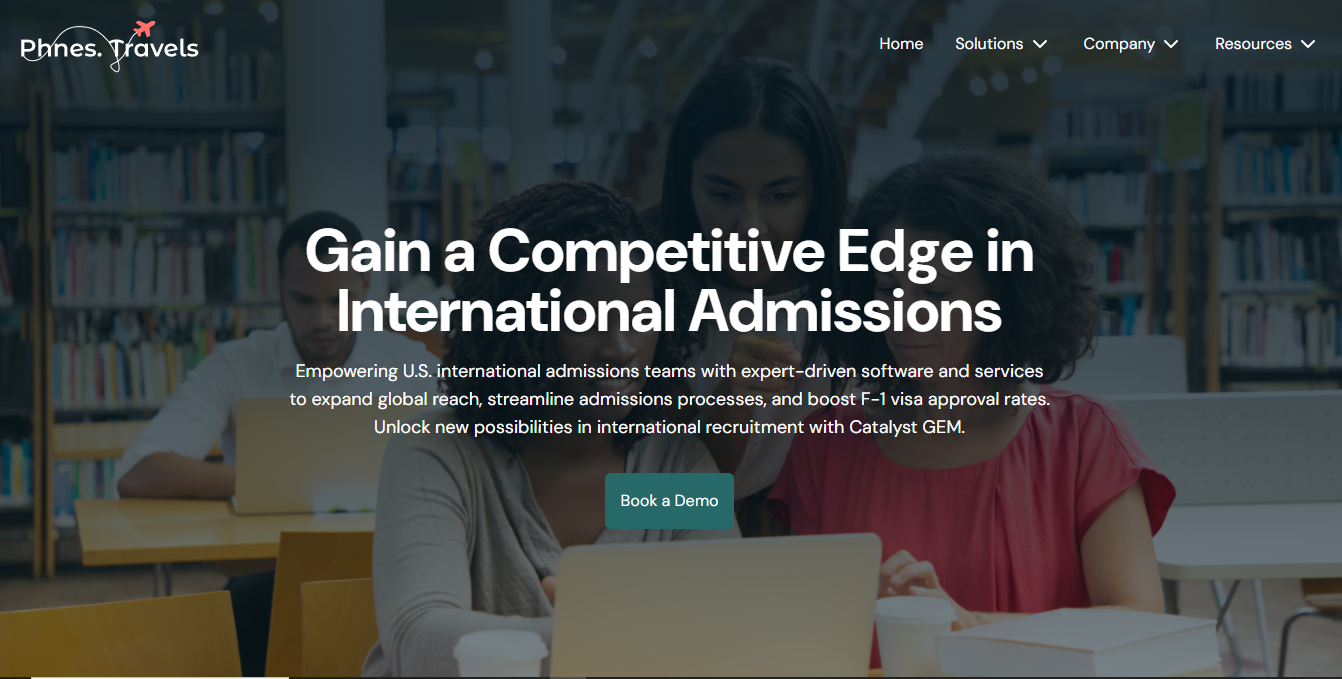 Phnes. Travels
Home
Solutions
Company
Resources
Gain a Competitive Edge in
International Admissions
Empowering U.S. international admissions teams with expert-driven software and services
to expand global reach, streamline admissions processes, and boost F-1 visa approval rates.
Unlock new possibilities in international recruitment with Catalyst GEM.
Book a Demo